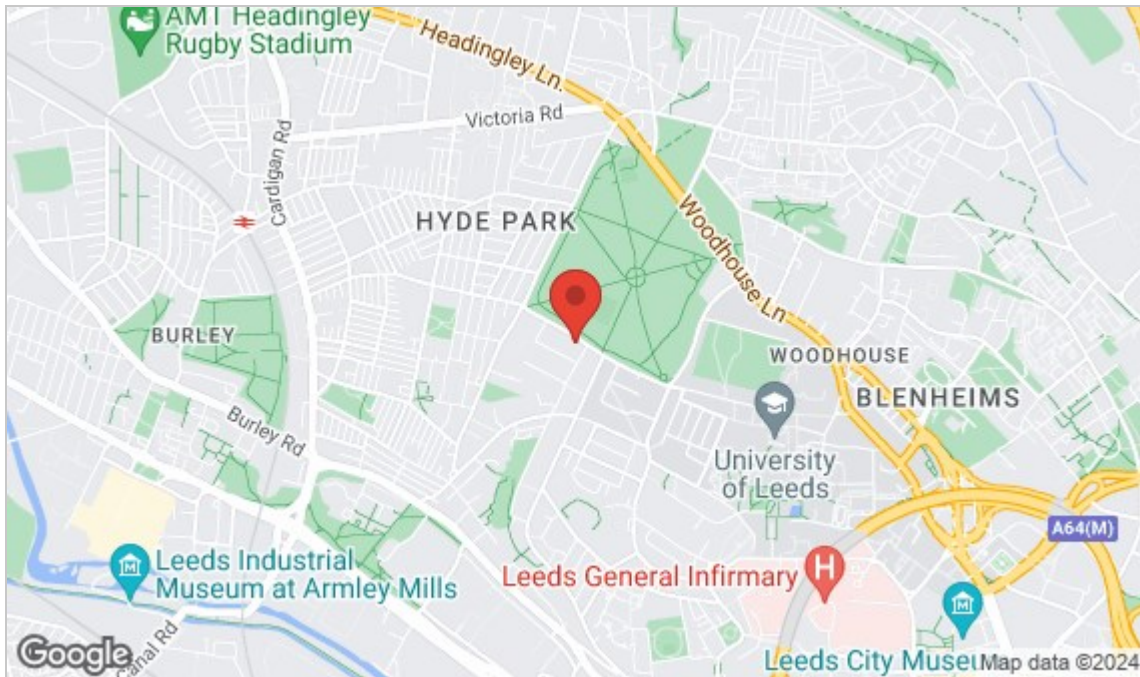 AMT Headingley
Rugby Stadium
Headingley Ln.
Victoria Rd
Cardigan Rd
HYDE PARK
Woodhouse Ln
BURLEY
WOODHOUSE
BLENHEIMS
Burley Rd
University
of Leeds
A64(M)
Leeds Industrial
Museum at Armley Mills
Leeds General Infirmary
H
Canal Rd
Google
Leeds City Museu
Map data ©2024